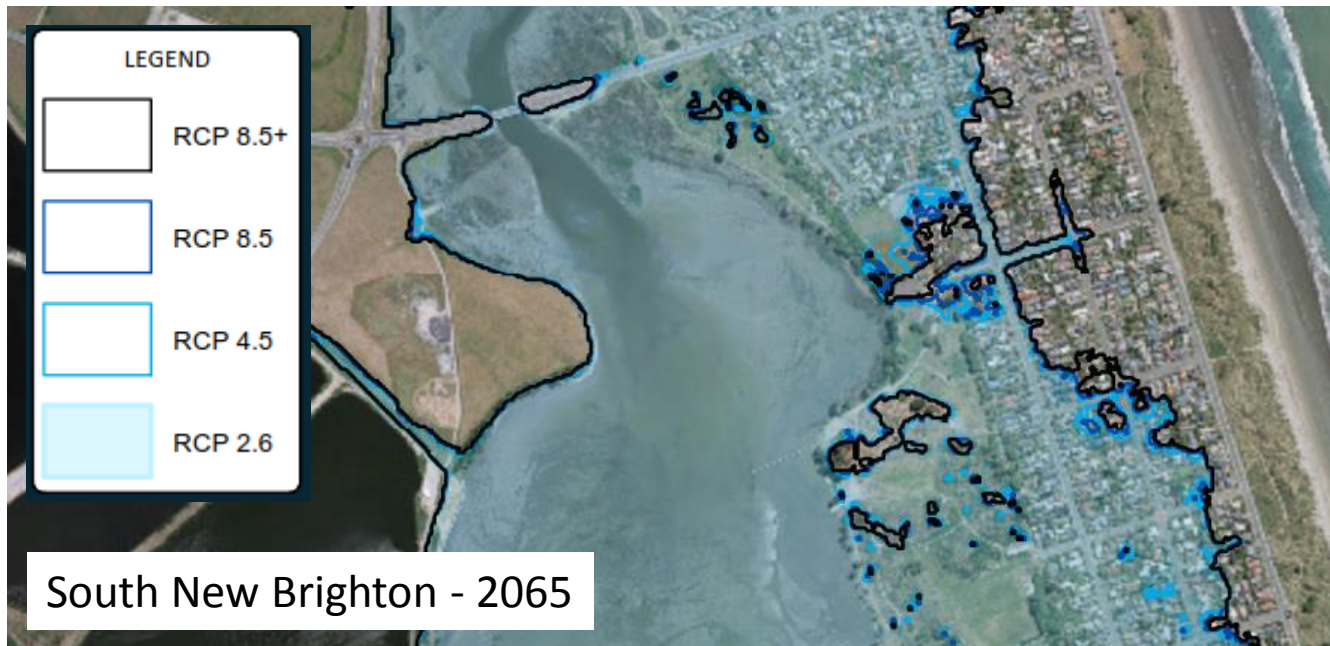 LEGEND
RCP 8.5+
RCP 8.5
RCP 4.5
RCP 2.6
South New Brighton - 2065